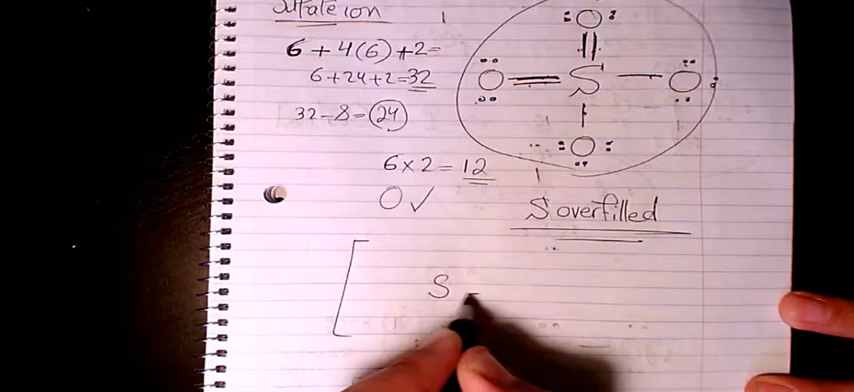 Sulfate ion
6 + 4(6) + 2 =
6 + 24 + 2 = 32
32 - 8 = 24
6 × 2 = 12
O ✓
O
O S O
O
S overfilled
[ S -